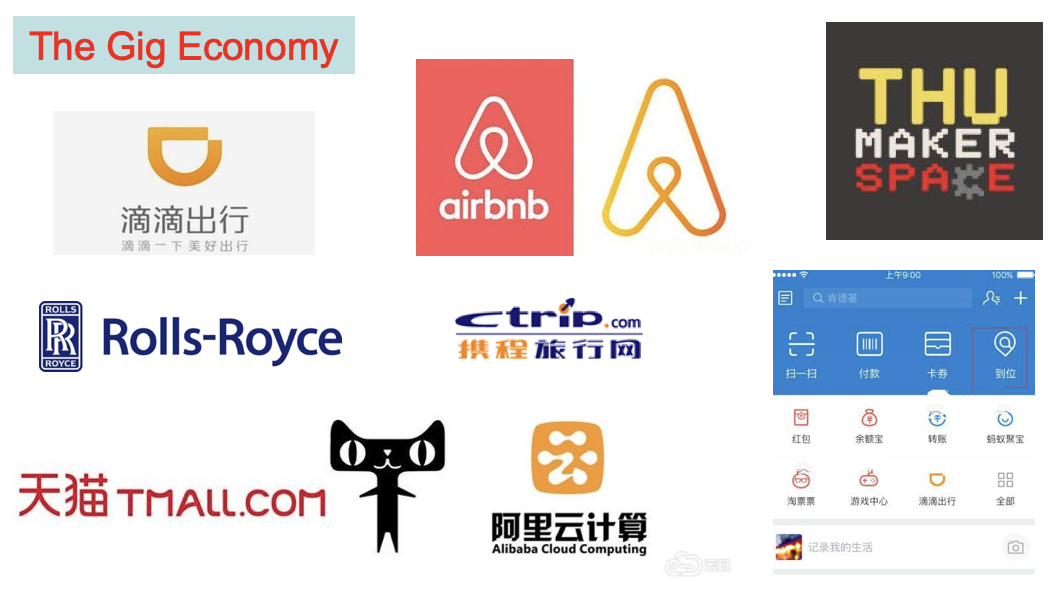 The Gig Economy
滴滴出行
滴滴一下 美好出行
airbnb
THU
MAKER
SPACE
ROLLS
RR
ROYCE
Rolls-Royce
ctrip.com
携程旅行网
天猫 TMALL.COM
阿里云计算
Alibaba Cloud Computing
上午9:00
100%
肯德基
扫一扫
付款
卡券
到位
红包
余额宝
转账
蚂蚁聚宝
淘票票
游戏中心
滴滴出行
全部
记录我的生活